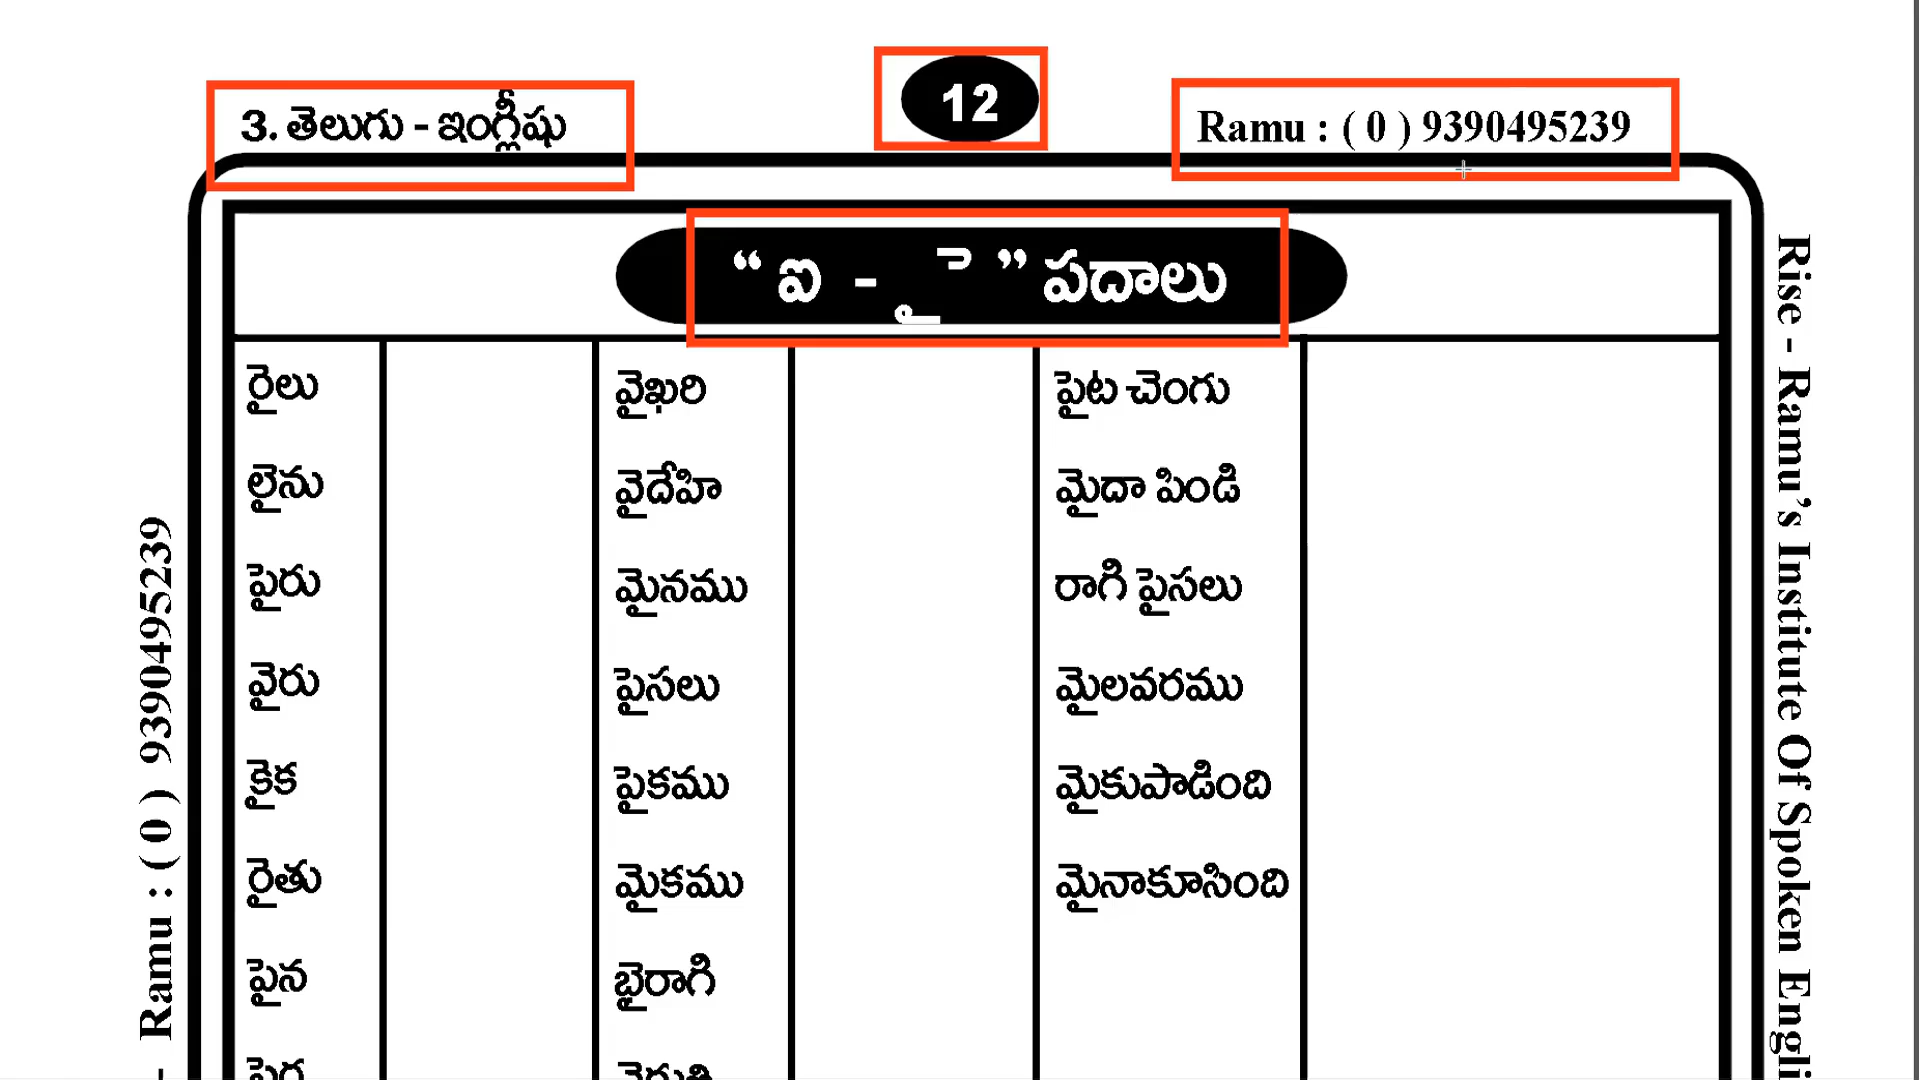 3. తెలుగు - ఇంగ్లీషు
12
Ramu : ( 0 ) 9390495239
“ ఐ - ై ” పదాలు
రైలు వైఖరి పైట చెంగు
లైను వైదేహి మైదా పిండి
పైరు మైనము రాగి పైసలు
వైరు పైసలు మైలవరము
కైక పైకము మైకుపాడింది
రైతు మైకము మైనాకూసింది
పైన బైరాగి
- Ramu : ( 0 ) 9390495239
Rise - Ramu’s Institute Of Spoken Engli